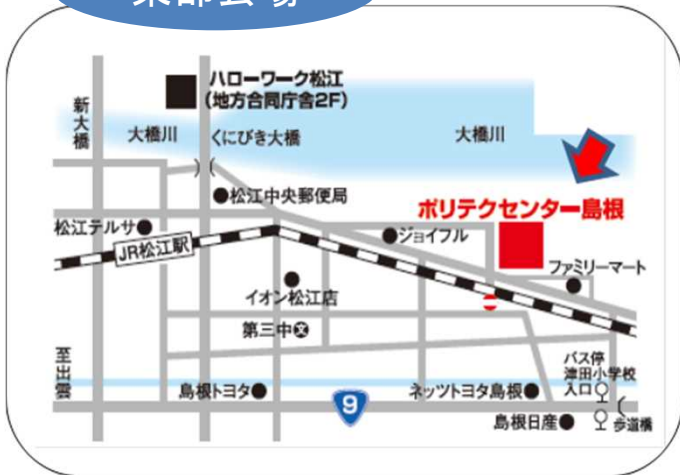 東部会場
ハローワーク松江
(地方合同庁舎2F)
新大橋
大橋川
くにびき大橋
大橋川
松江中央郵便局
ポリテクセンター島根
松江テルサ
JR松江駅
ジョイフル
ファミリーマート
イオン松江店
第三中文
至出雲
バス停
津田小学校
入口
島根トヨタ
9
ネッツトヨタ島根
島根日産
歩道橋